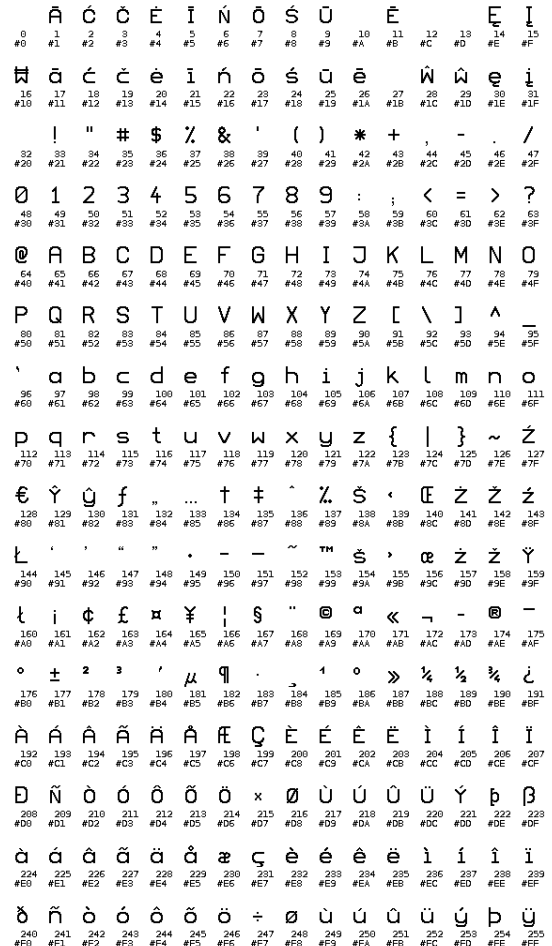 Ā Ć Č Ė Ī Ń Ō Ś Ū Ē Ę Į
0 1 2 3 4 5 6 7 8 9 10 11 12 13 14 15
#0 #1 #2 #3 #4 #5 #6 #7 #8 #9 #A #B #C #D #E #F
₩ ā ć č ė ī ń ō ś ū ē Ŵ ŵ ę į
16 17 18 19 20 21 22 23 24 25 26 27 28 29 30 31
#10 #11 #12 #13 #14 #15 #16 #17 #18 #19 #1A #1B #1C #1D #1E #1F
! " # $ % & ' ( ) * + , - . /
32 33 34 35 36 37 38 39 40 41 42 43 44 45 46 47
#20 #21 #22 #23 #24 #25 #26 #27 #28 #29 #2A #2B #2C #2D #2E #2F
0 1 2 3 4 5 6 7 8 9 : ; < = > ?
48 49 50 51 52 53 54 55 56 57 58 59 60 61 62 63
#30 #31 #32 #33 #34 #35 #36 #37 #38 #39 #3A #3B #3C #3D #3E #3F
@ A B C D E F G H I J K L M N O
64 65 66 67 68 69 70 71 72 73 74 75 76 77 78 79
#40 #41 #42 #43 #44 #45 #46 #47 #48 #49 #4A #4B #4C #4D #4E #4F
P Q R S T U V W X Y Z [ \ ] ^ _
80 81 82 83 84 85 86 87 88 89 90 91 92 93 94 95
#50 #51 #52 #53 #54 #55 #56 #57 #58 #59 #5A #5B #5C #5D #5E #5F
` a b c d e f g h i j k l m n o
96 97 98 99 100 101 102 103 104 105 106 107 108 109 110 111
#60 #61 #62 #63 #64 #65 #66 #67 #68 #69 #6A #6B #6C #6D #6E #6F
p q r s t u v w x y z { | } ~ Ź
112 113 114 115 116 117 118 119 120 121 122 123 124 125 126 127
#70 #71 #72 #73 #74 #75 #76 #77 #78 #79 #7A #7B #7C #7D #7E #7F
€ Ŷ ŷ ƒ „ … † ‡ ˆ ‰ Š ‹ Œ Ż Ž ź
128 129 130 131 132 133 134 135 136 137 138 139 140 141 142 143
#80 #81 #82 #83 #84 #85 #86 #87 #88 #89 #8A #8B #8C #8D #8E #8F
Ł ‘ ’ “ ” • – — ˜ ™ š › œ ż ž Ÿ
144 145 146 147 148 149 150 151 152 153 154 155 156 157 158 159
#90 #91 #92 #93 #94 #95 #96 #97 #98 #99 #9A #9B #9C #9D #9E #9F
ł ¡ ¢ £ ¤ ¥ ¦ § ¨ © ª « ¬ - ® ¯
160 161 162 163 164 165 166 167 168 169 170 171 172 173 174 175
#A0 #A1 #A2 #A3 #A4 #A5 #A6 #A7 #A8 #A9 #AA #AB #AC #AD #AE #AF
° ± ² ³ ´ µ ¶ · ¸ ¹ º » ¼ ½ ¾ ¿
176 177 178 179 180 181 182 183 184 185 186 187 188 189 190 191
#B0 #B1 #B2 #B3 #B4 #B5 #B6 #B7 #B8 #B9 #BA #BB #BC #BD #BE #BF
À Á Â Ã Ä Å Æ Ç È É Ê Ë Ì Í Î Ï
192 193 194 195 196 197 198 199 200 201 202 203 204 205 206 207
#C0 #C1 #C2 #C3 #C4 #C5 #C6 #C7 #C8 #C9 #CA #CB #CC #CD #CE #CF
Ð Ñ Ò Ó Ô Õ Ö × Ø Ù Ú Û Ü Ý þ ß
208 209 210 211 212 213 214 215 216 217 218 219 220 221 222 223
#D0 #D1 #D2 #D3 #D4 #D5 #D6 #D7 #D8 #D9 #DA #DB #DC #DD #DE #DF
à á â ã ä å æ ç è é ê ë ì í î ï
224 225 226 227 228 229 230 231 232 233 234 235 236 237 238 239
#E0 #E1 #E2 #E3 #E4 #E5 #E6 #E7 #E8 #E9 #EA #EB #EC #ED #EE #EF
ð ñ ò ó ô õ ö ÷ ø ù ú û ü ý Þ ÿ
240 241 242 243 244 245 246 247 248 249 250 251 252 253 254 255
#F0 #F1 #F2 #F3 #F4 #F5 #F6 #F7 #F8 #F9 #FA #FB #FC #FD #FE #FF